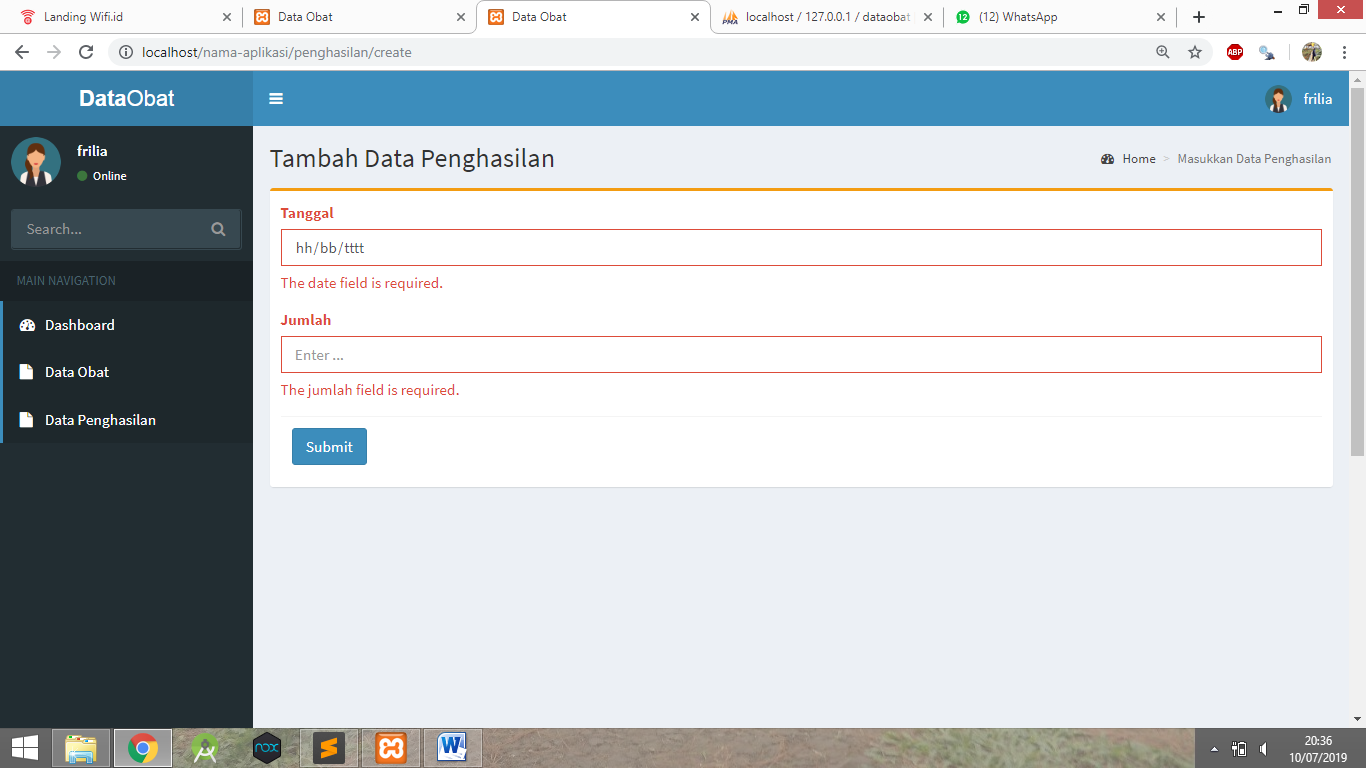 Landing Wifi.id
Data Obat
Data Obat
localhost / 127.0.0.1 / dataobat
12
(12) WhatsApp
localhost/nama-aplikasi/penghasilan/create
ABP
DataObat
frilia
frilia
Online
Search...
MAIN NAVIGATION
Dashboard
Data Obat
Data Penghasilan
Tambah Data Penghasilan
Home > Masukkan Data Penghasilan
Tanggal
hh/bb/tttt
The date field is required.
Jumlah
Enter ...
The jumlah field is required.
Submit
nox
20:36
10/07/2019